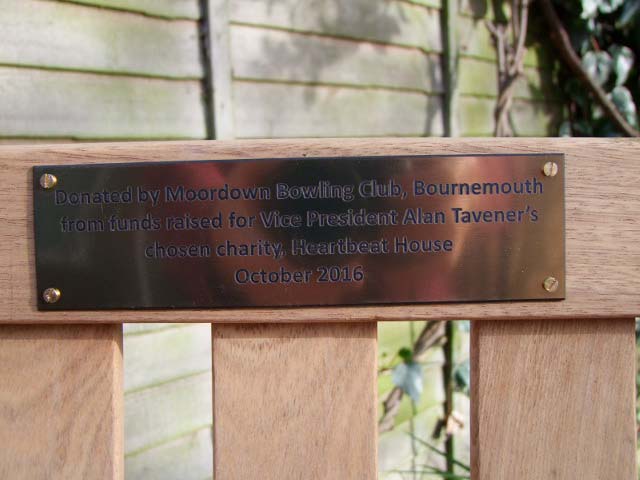 Donated by Moordown Bowling Club, Bournemouth
from funds raised for Vice President Alan Tavener's
chosen charity, Heartbeat House
October 2016